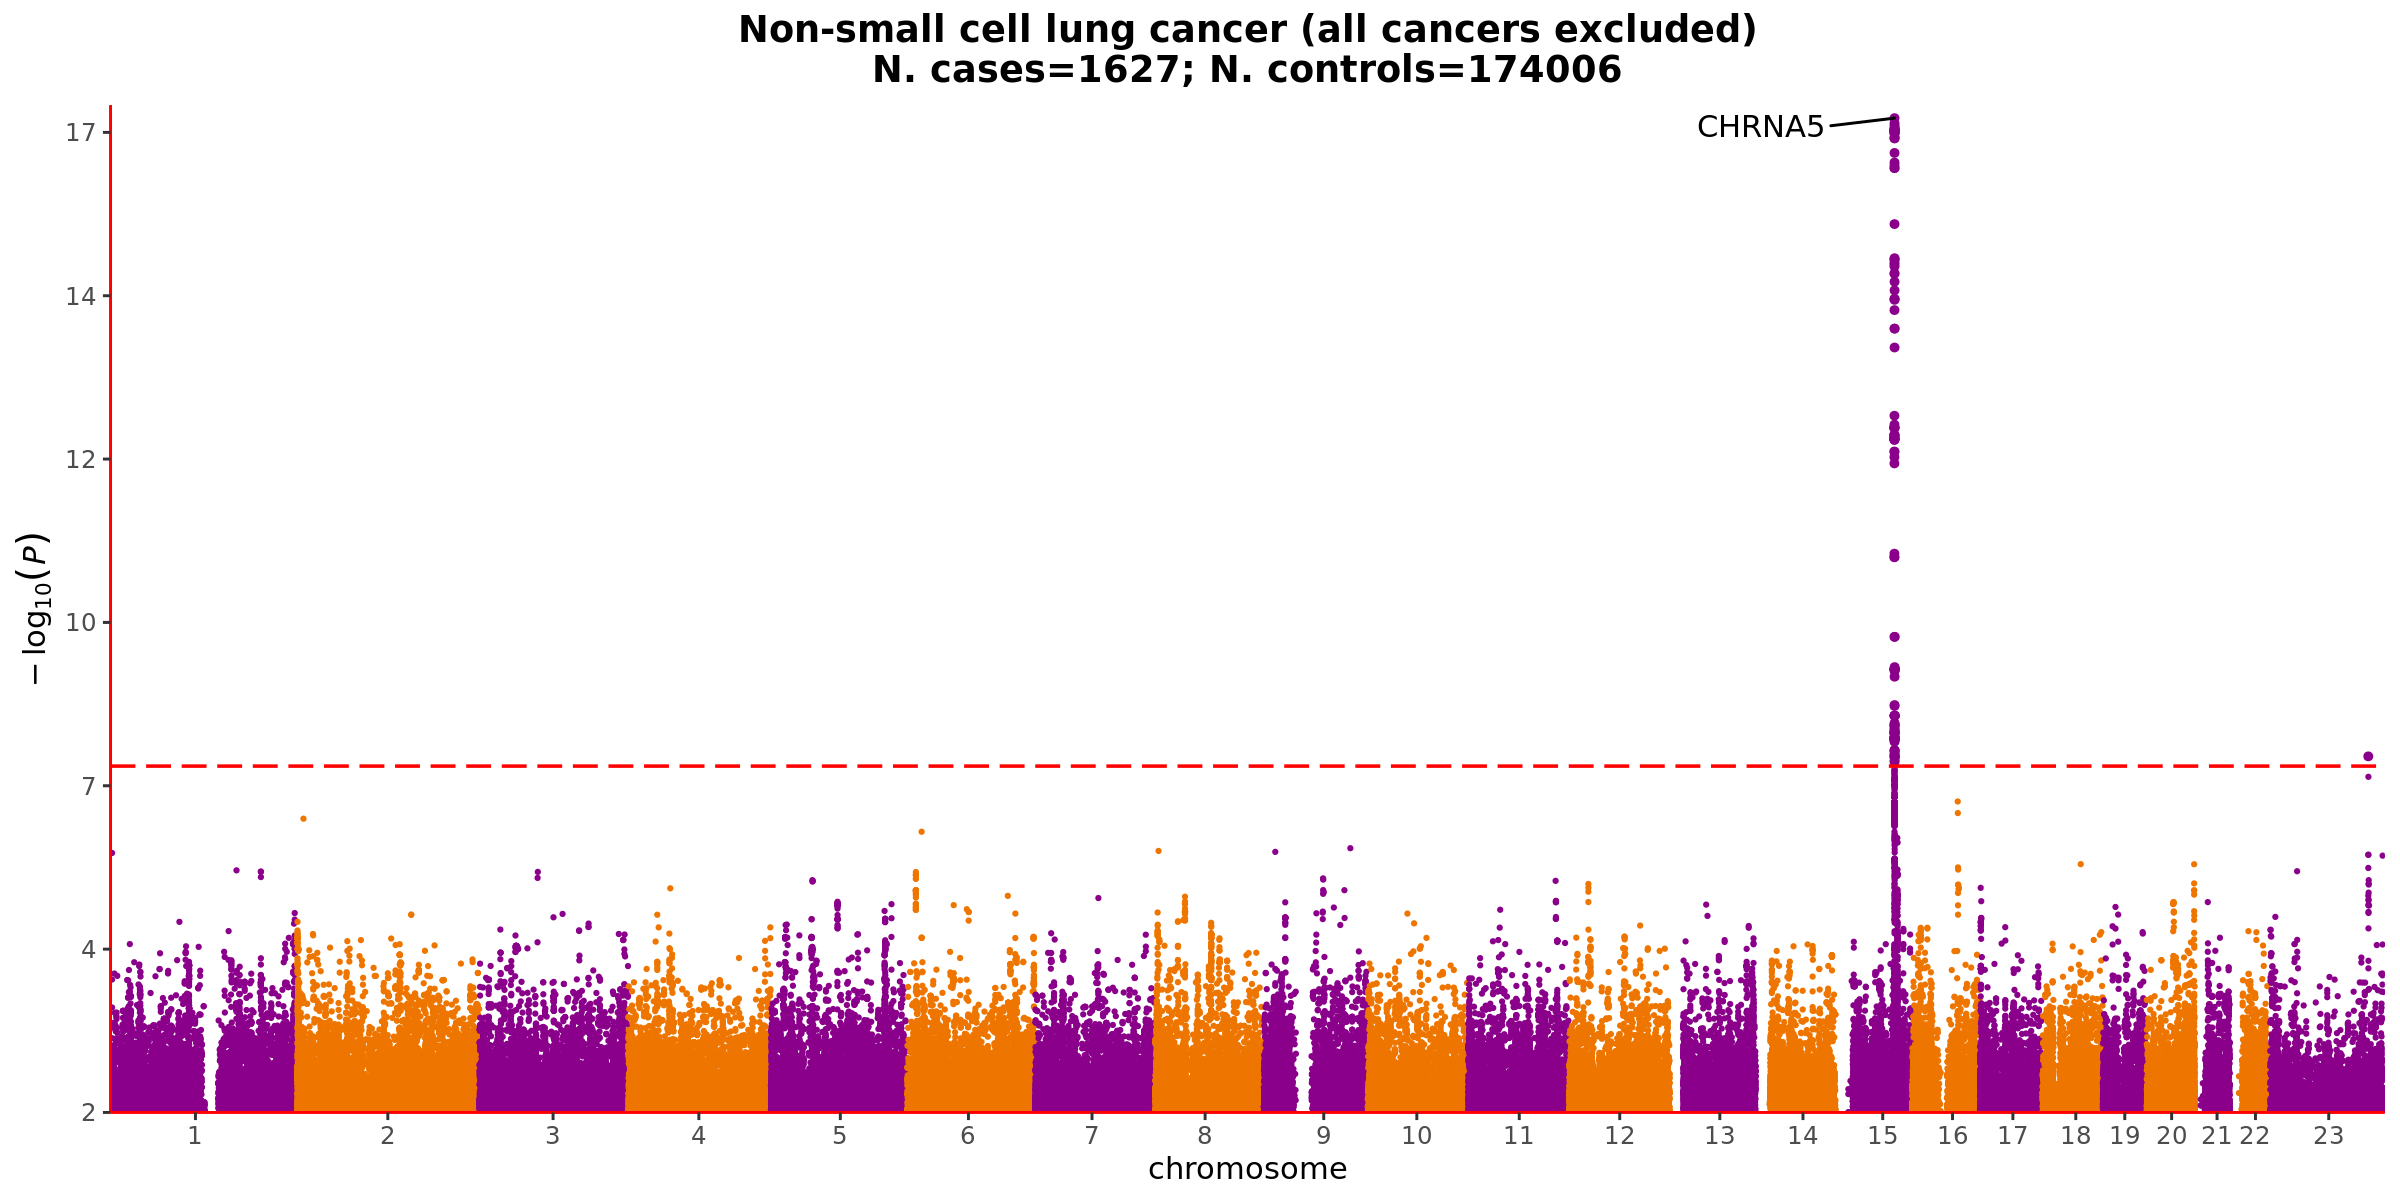 Non-small cell lung cancer (all cancers excluded)
N. cases=1627; N. controls=174006
CHRNA5
17
14
12
10
7
4
2
−log10(P)
1 2 3 4 5 6 7 8 9 10 11 12 13 14 15 16 17 18 19 20 21 22 23
chromosome